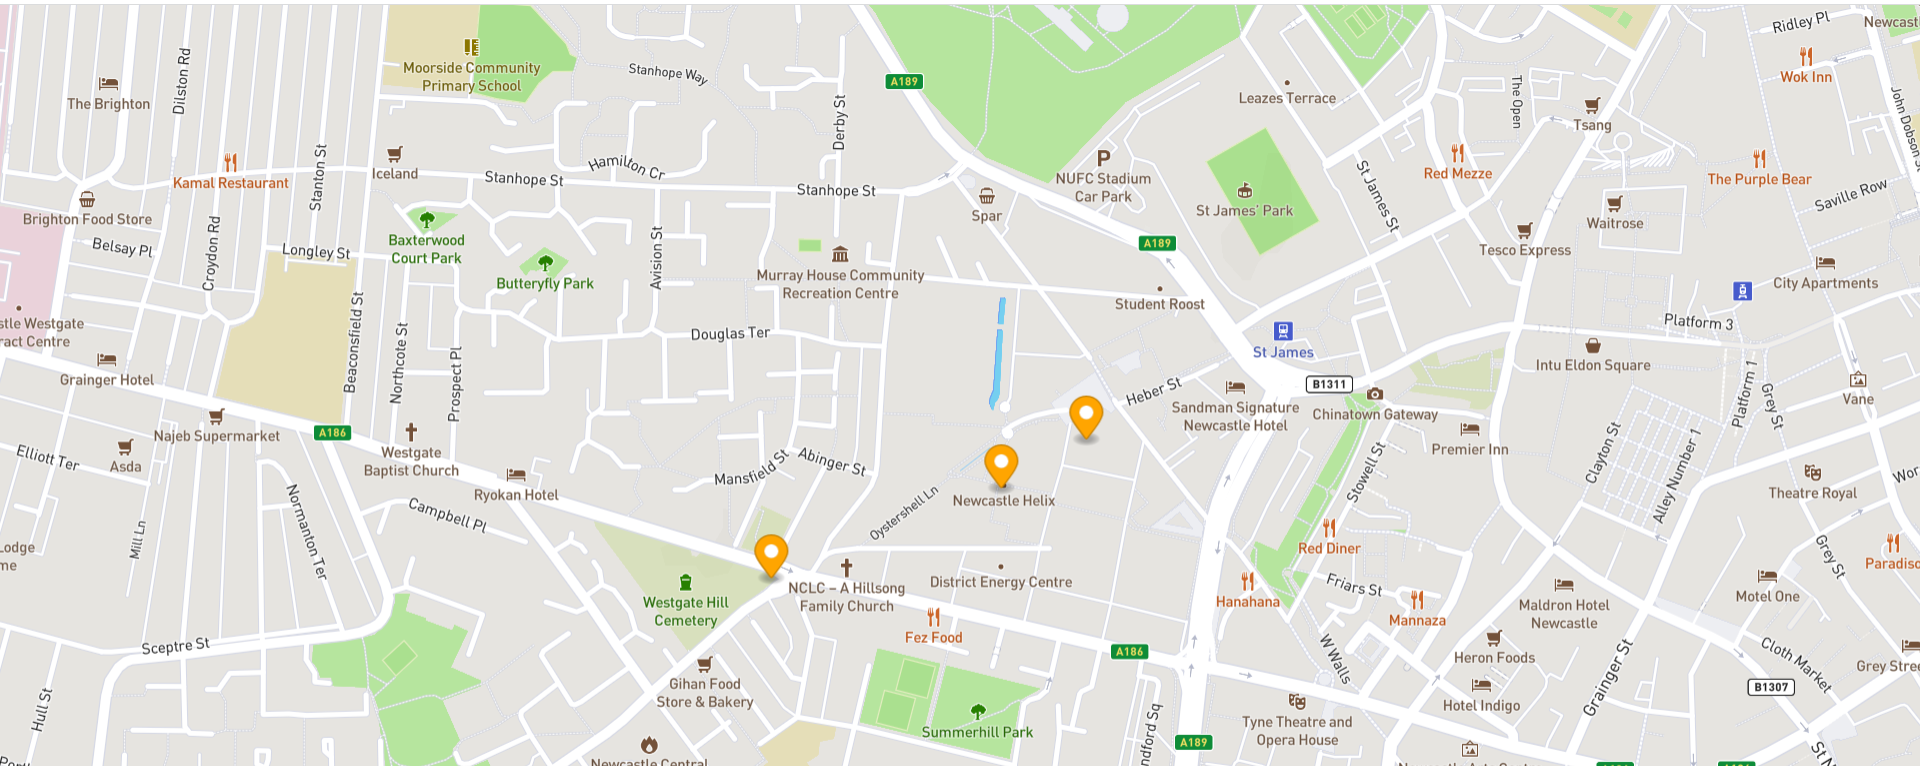 Ridley Pl
Newcast
Wok Inn
Dilston Rd
Moorside Community
Primary School
Stanhope Way
A189
The Brighton
Derby St
Leazes Terrace
The Open
Tsang
John Dobson S
Kamal Restaurant
Stanton St
Iceland
Stanhope St
Hamilton Cr
Stanhope St
NUFC Stadium
Car Park
St James St
Red Mezze
The Purple Bear
Saville Row
Brighton Food Store
Belsay Pl
Croydon Rd
Longley St
Baxterwood
Court Park
Butteryfly Park
Avision St
Spar
St James' Park
A189
Tesco Express
Waitrose
Murray House Community
Recreation Centre
Student Roost
City Apartments
stle Westgate
ract Centre
Grainger Hotel
Beaconsfield St
Northcote St
Prospect Pl
Douglas Ter
St James
Platform 3
Intu Eldon Square
Platform 1
Grey St
Vane
B1311
Heber St
Sandman Signature
Newcastle Hotel
Chinatown Gateway
Premier Inn
Najeb Supermarket
A186
Asda
Elliott Ter
Westgate
Baptist Church
Ryokan Hotel
Campbell Pl
Mansfield St
Abinger St
Oystershell Ln
Newcastle Helix
Stowell St
Clayton St
Alley Number 1
Theatre Royal
Wor
Mill Ln
Normanton Ter
Lodge
me
Red Diner
Grey St
Paradiso
Westgate Hill
Cemetery
NCLC – A Hillsong
Family Church
District Energy Centre
Fez Food
Hanahana
Friars St
Mannaza
Maldron Hotel
Newcastle
Motel One
Sceptre St
A186
W Walls
Heron Foods
Grainger St
Cloth Market
Grey Stree
Gihan Food
Store & Bakery
Hull St
Summerhill Park
ndford Sq
A189
Tyne Theatre and
Opera House
Hotel Indigo
B1307
St N
Newcastle Central